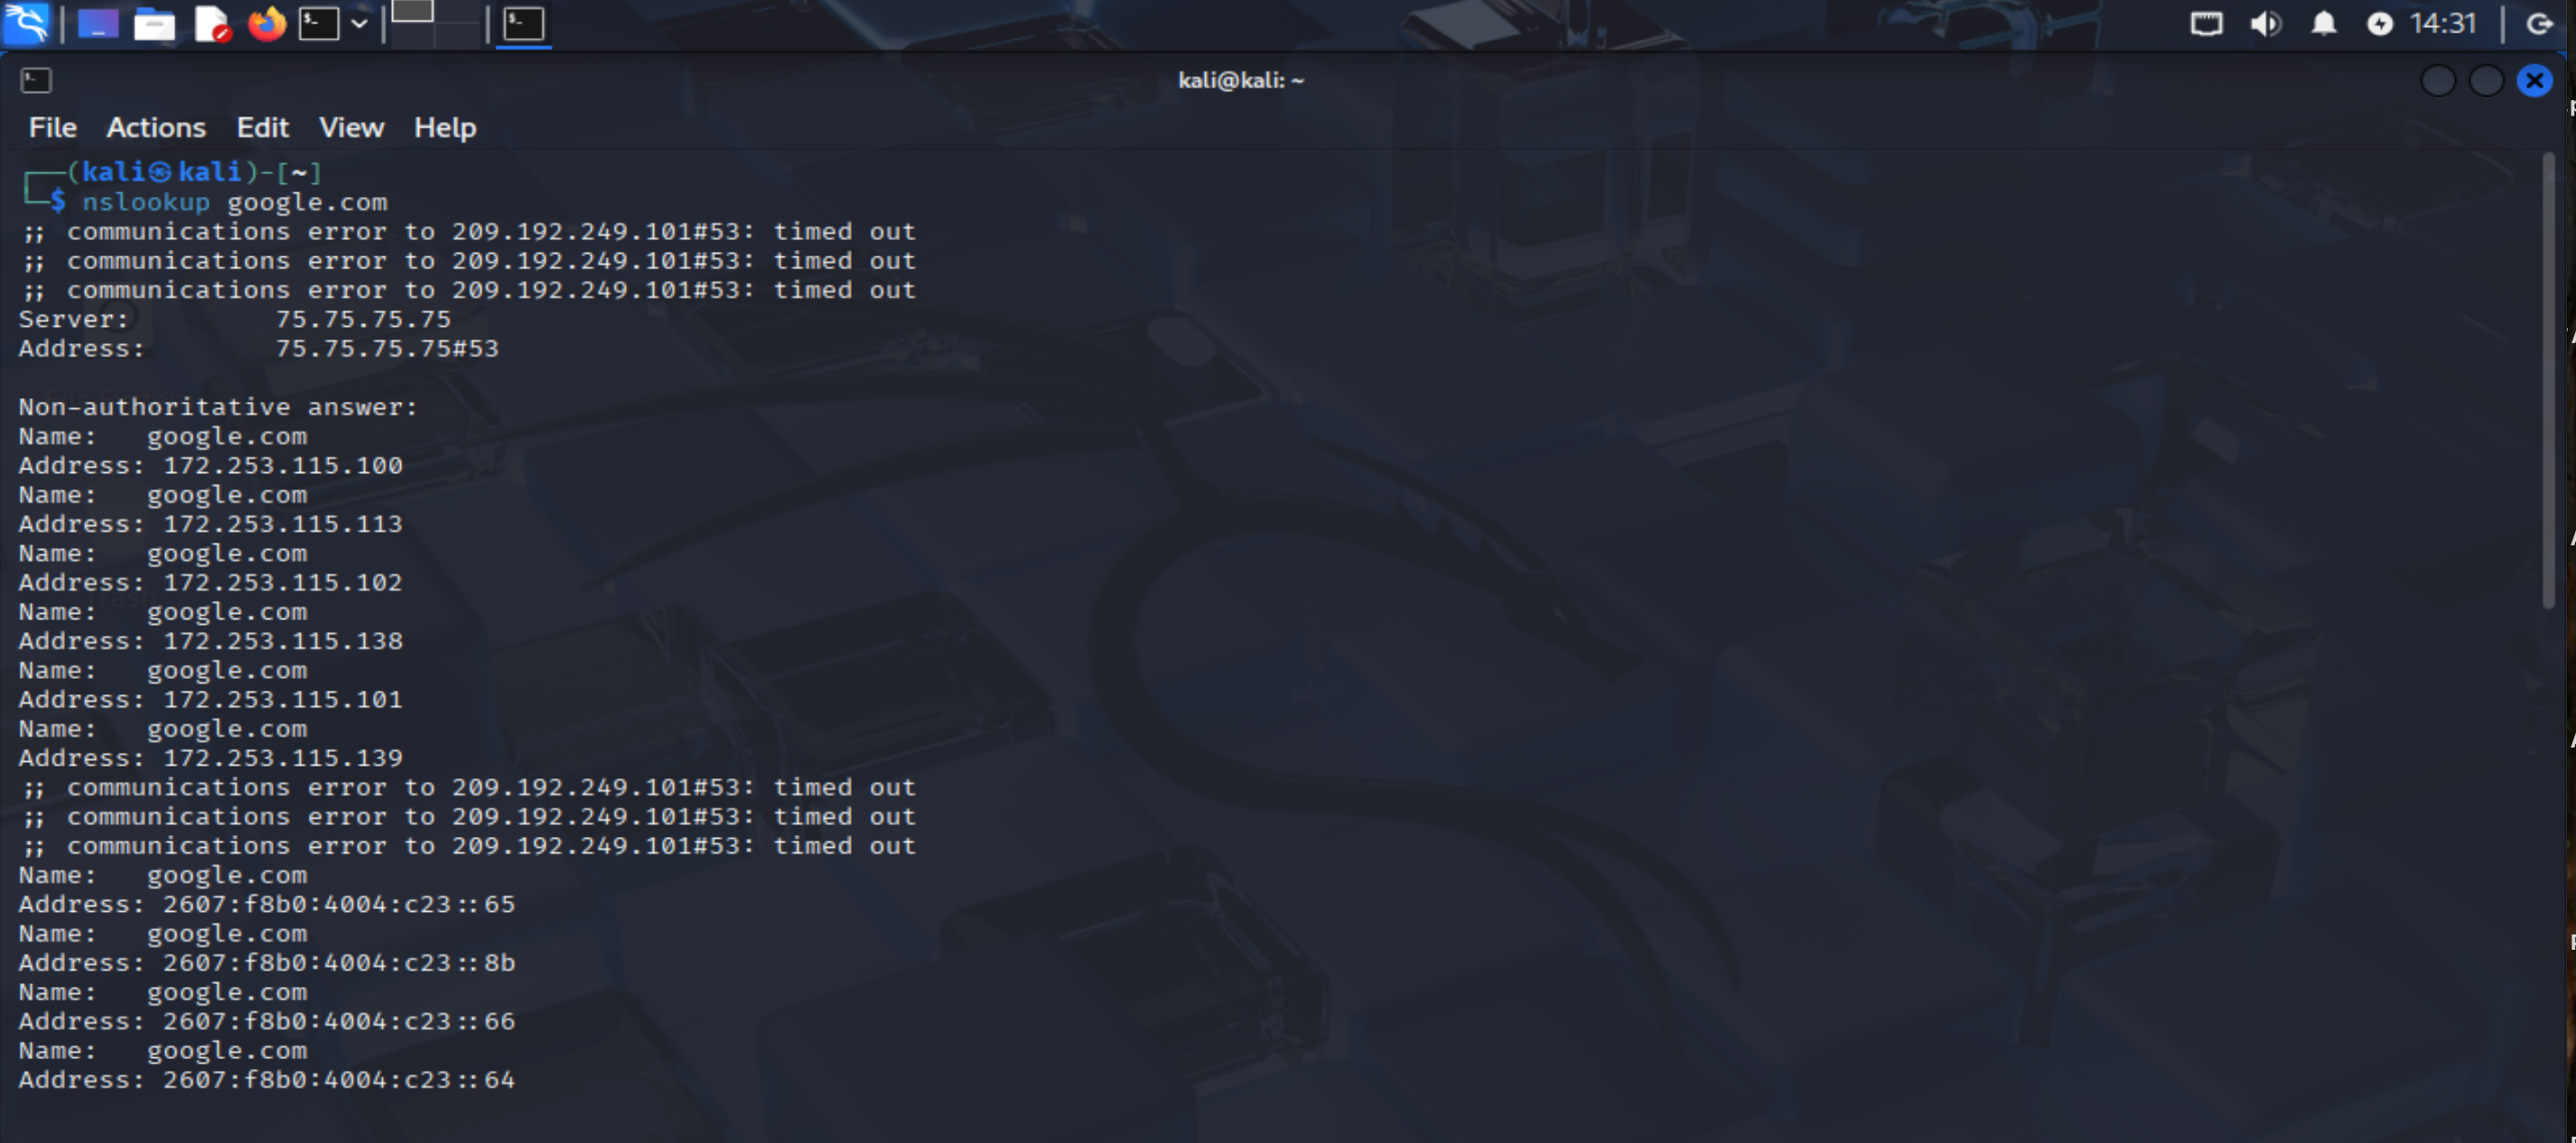 14:31
kali@kali: ~
File Actions Edit View Help
┌──(kali㉿kali)-[~]
└─$ nslookup google.com
;; communications error to 209.192.249.101#53: timed out
;; communications error to 209.192.249.101#53: timed out
;; communications error to 209.192.249.101#53: timed out
Server:         75.75.75.75
Address:        75.75.75.75#53

Non-authoritative answer:
Name:   google.com
Address: 172.253.115.100
Name:   google.com
Address: 172.253.115.113
Name:   google.com
Address: 172.253.115.102
Name:   google.com
Address: 172.253.115.138
Name:   google.com
Address: 172.253.115.101
Name:   google.com
Address: 172.253.115.139
;; communications error to 209.192.249.101#53: timed out
;; communications error to 209.192.249.101#53: timed out
;; communications error to 209.192.249.101#53: timed out
Name:   google.com
Address: 2607:f8b0:4004:c23::65
Name:   google.com
Address: 2607:f8b0:4004:c23::8b
Name:   google.com
Address: 2607:f8b0:4004:c23::66
Name:   google.com
Address: 2607:f8b0:4004:c23::64